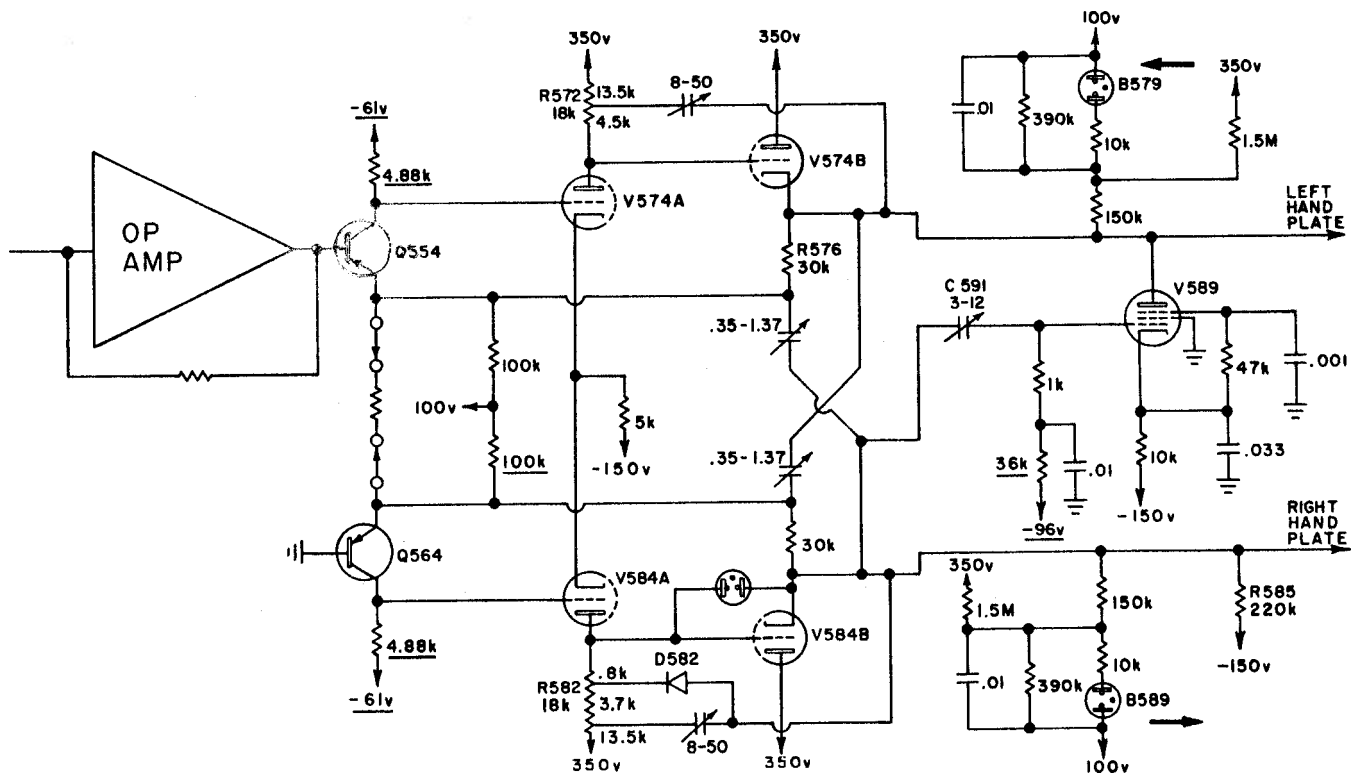 350v
350v
100v
350v
-61v
R572
18k
13.5k
4.5k
8-50
B579
.01
390k
10k
1.5M
4.88k
V574A
V574B
150k
OP
AMP
Q554
LEFT
HAND
PLATE
R576
30k
C 591
3-12
V589
.35-1.37
100k
1k
47k
.001
100v
5k
100k
-150v
.35-1.37
36k
.01
10k
.033
-96v
-150v
Q564
30k
RIGHT
HAND
PLATE
V584A
350v
1.5M
150k
R585
220k
4.88k
V584B
D582
R582
18k
.8k
3.7k
13.5k
8-50
-150v
.01
390k
10k
B589
-61v
350v
350v
100v